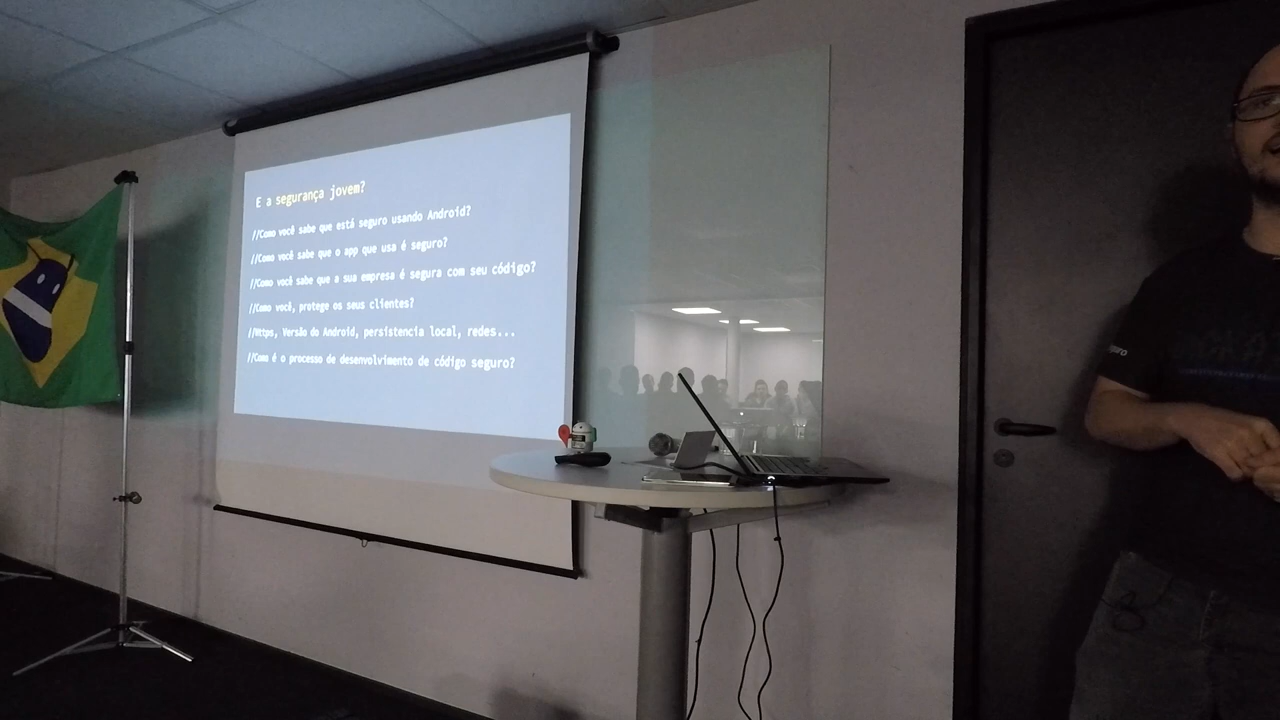 E a segurança jovem?
//Como você sabe que está seguro usando Android?
//Como você sabe que o app que usa é seguro?
//Como você sabe que a sua empresa é segura com seu código?
//Como você, protege os seus clientes?
//Https, Versão do Android, persistencia local, redes...
//Como é o processo de desenvolvimento de código seguro?